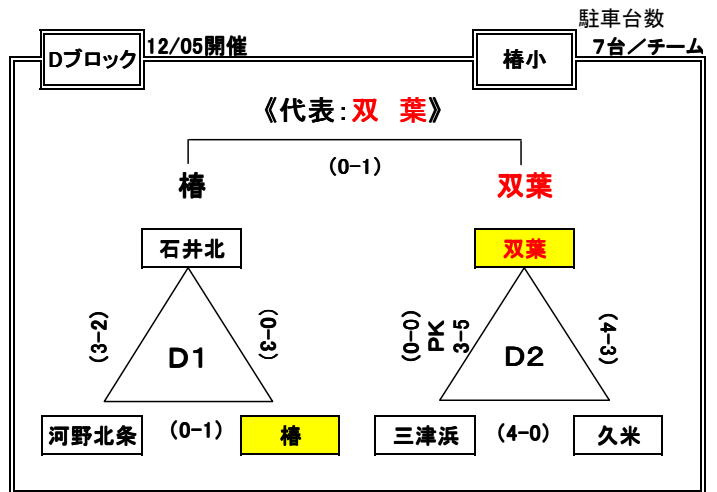 駐車台数
Dブロック
12/05開催
椿小
7台/チーム
《代表:双 葉》
(0-1)
椿
双葉
石井北
双葉
(3-2)
D1
(3-0)
(0-0)
PK
3-5
D2
(4-3)
河野北条
(0-1)
椿
三津浜
(4-0)
久米